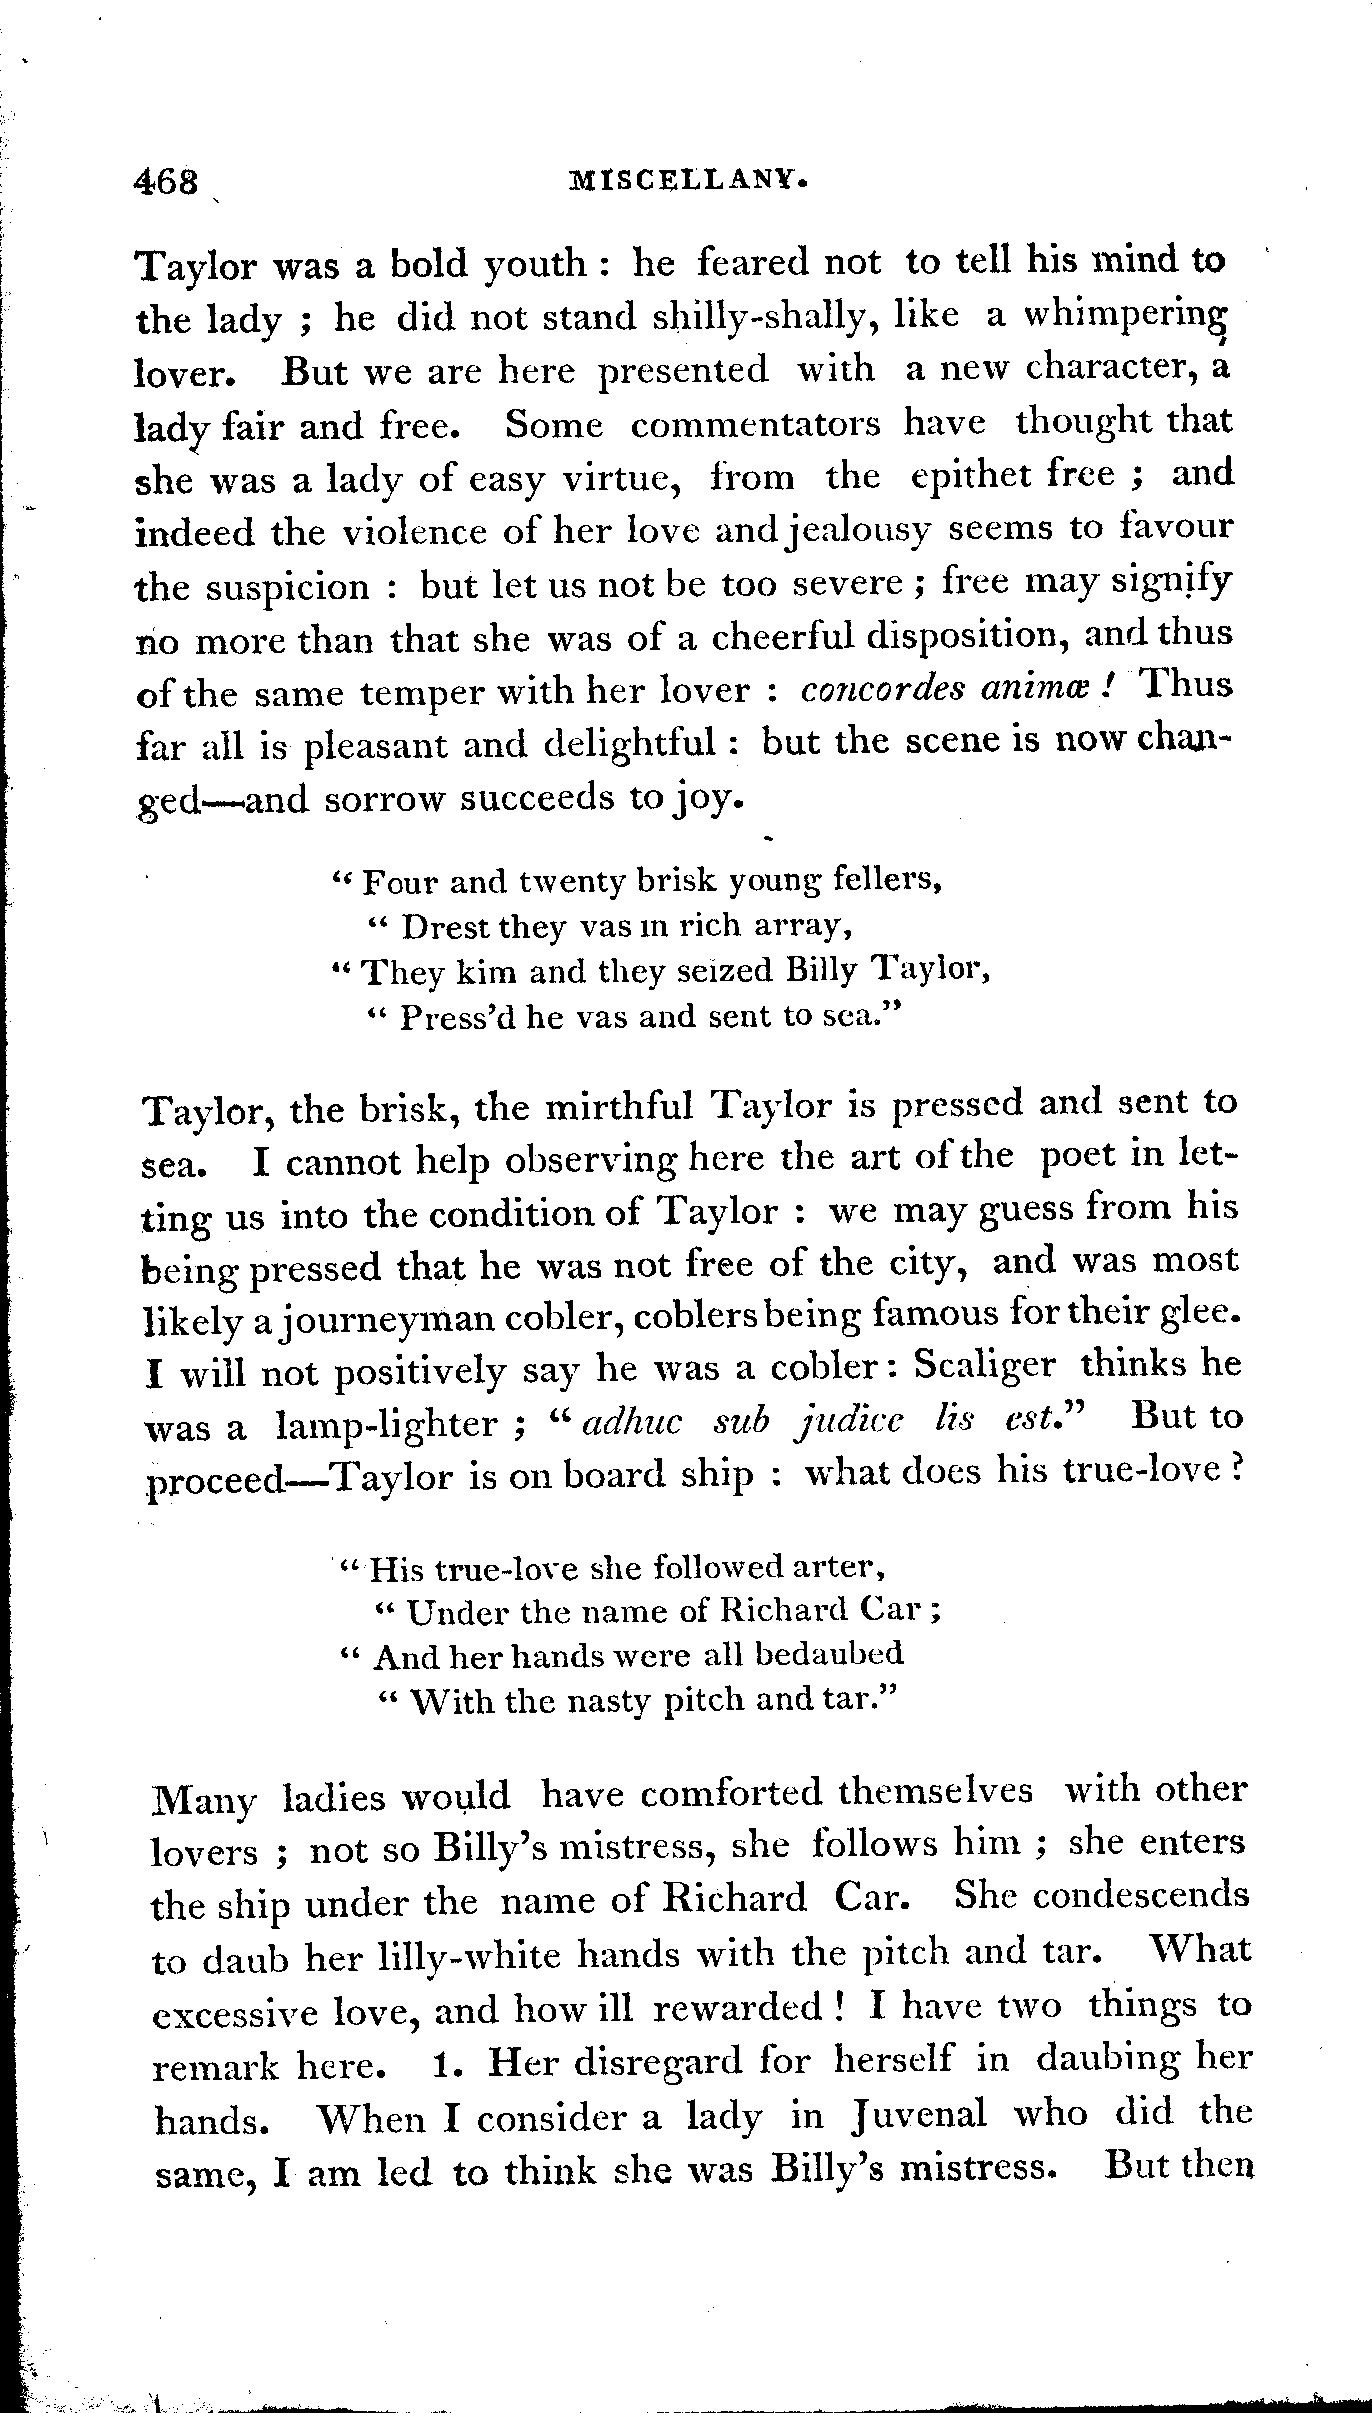 468 MISCELLANY.
Taylor was a bold youth : he feared not to tell his mind to
the lady ; he did not stand shilly-shally, like a whimpering
lover. But we are here presented with a new character, a
lady fair and free. Some commentators have thought that
she was a lady of easy virtue, from the epithet free ; and
indeed the violence of her love and jealousy seems to favour
the suspicion : but let us not be too severe ; free may signify
no more than that she was of a cheerful disposition, and thus
of the same temper with her lover : concordes animæ ! Thus
far all is pleasant and delightful : but the scene is now chan-
ged—and sorrow succeeds to joy.
“ Four and twenty brisk young fellers,
“ Drest they vas in rich array,
“ They kim and they seized Billy Taylor,
“ Press’d he vas and sent to sea.”
Taylor, the brisk, the mirthful Taylor is pressed and sent to
sea. I cannot help observing here the art of the poet in let-
ting us into the condition of Taylor : we may guess from his
being pressed that he was not free of the city, and was most
likely a journeyman cobler, coblers being famous for their glee.
I will not positively say he was a cobler : Scaliger thinks he
was a lamp-lighter ; “ adhuc sub judice lis est.” But to
proceed—Taylor is on board ship : what does his true-love ?
“ His true-love she followed arter,
“ Under the name of Richard Car ;
“ And her hands were all bedaubed
“ With the nasty pitch and tar.”
Many ladies would have comforted themselves with other
lovers ; not so Billy’s mistress, she follows him ; she enters
the ship under the name of Richard Car. She condescends
to daub her lilly-white hands with the pitch and tar. What
excessive love, and how ill rewarded ! I have two things to
remark here. 1. Her disregard for herself in daubing her
hands. When I consider a lady in Juvenal who did the
same, I am led to think she was Billy’s mistress. But then